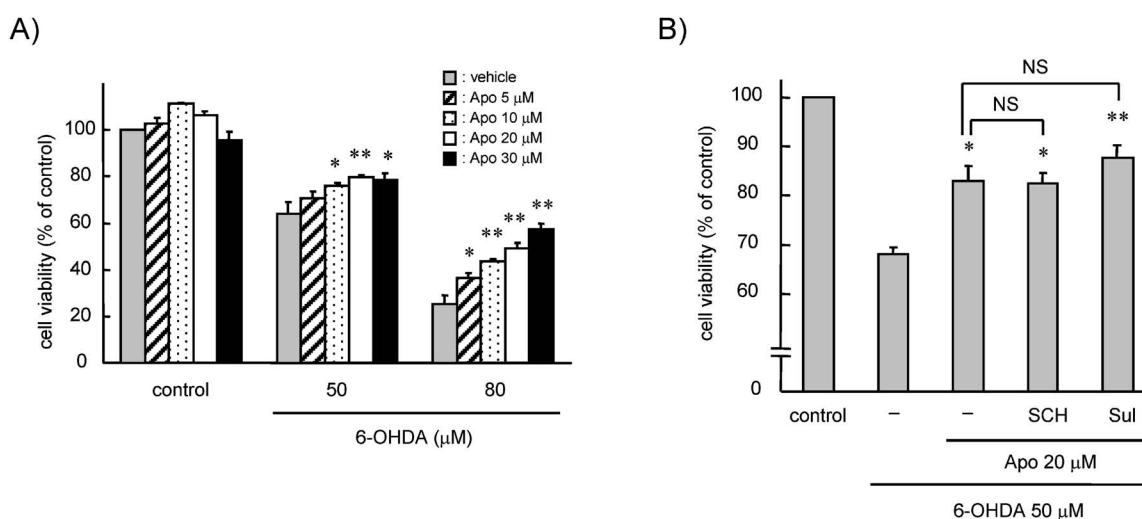 A)
: vehicle
: Apo 5 μM
: Apo 10 μM
: Apo 20 μM
: Apo 30 μM
cell viability (% of control)
100
80
60
40
20
0
* ** *
* ** ** **
control 50 80
6-OHDA (μM)
B)
NS
NS
* * **
cell viability (% of control)
100
90
80
70
60
0
control – – SCH Sul
Apo 20 μM
6-OHDA 50 μM